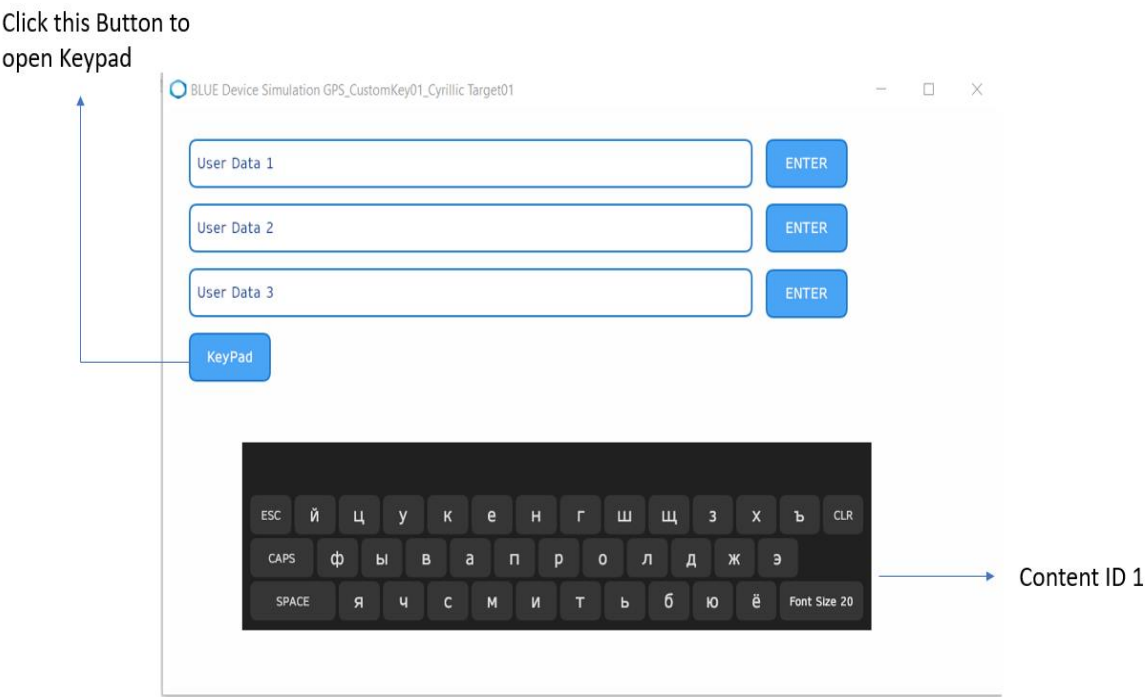 Click this Button to
open Keypad
BLUE Device Simulation GPS_CustomKey01_Cyrillic Target01
User Data 1 ENTER
User Data 2 ENTER
User Data 3 ENTER
KeyPad
ESC й ц у к е н г ш щ з х ъ CLR
CAPS ф ы в а п р о л д ж э
SPACE я ч с м и т ь б ю ё Font Size 20
Content ID 1